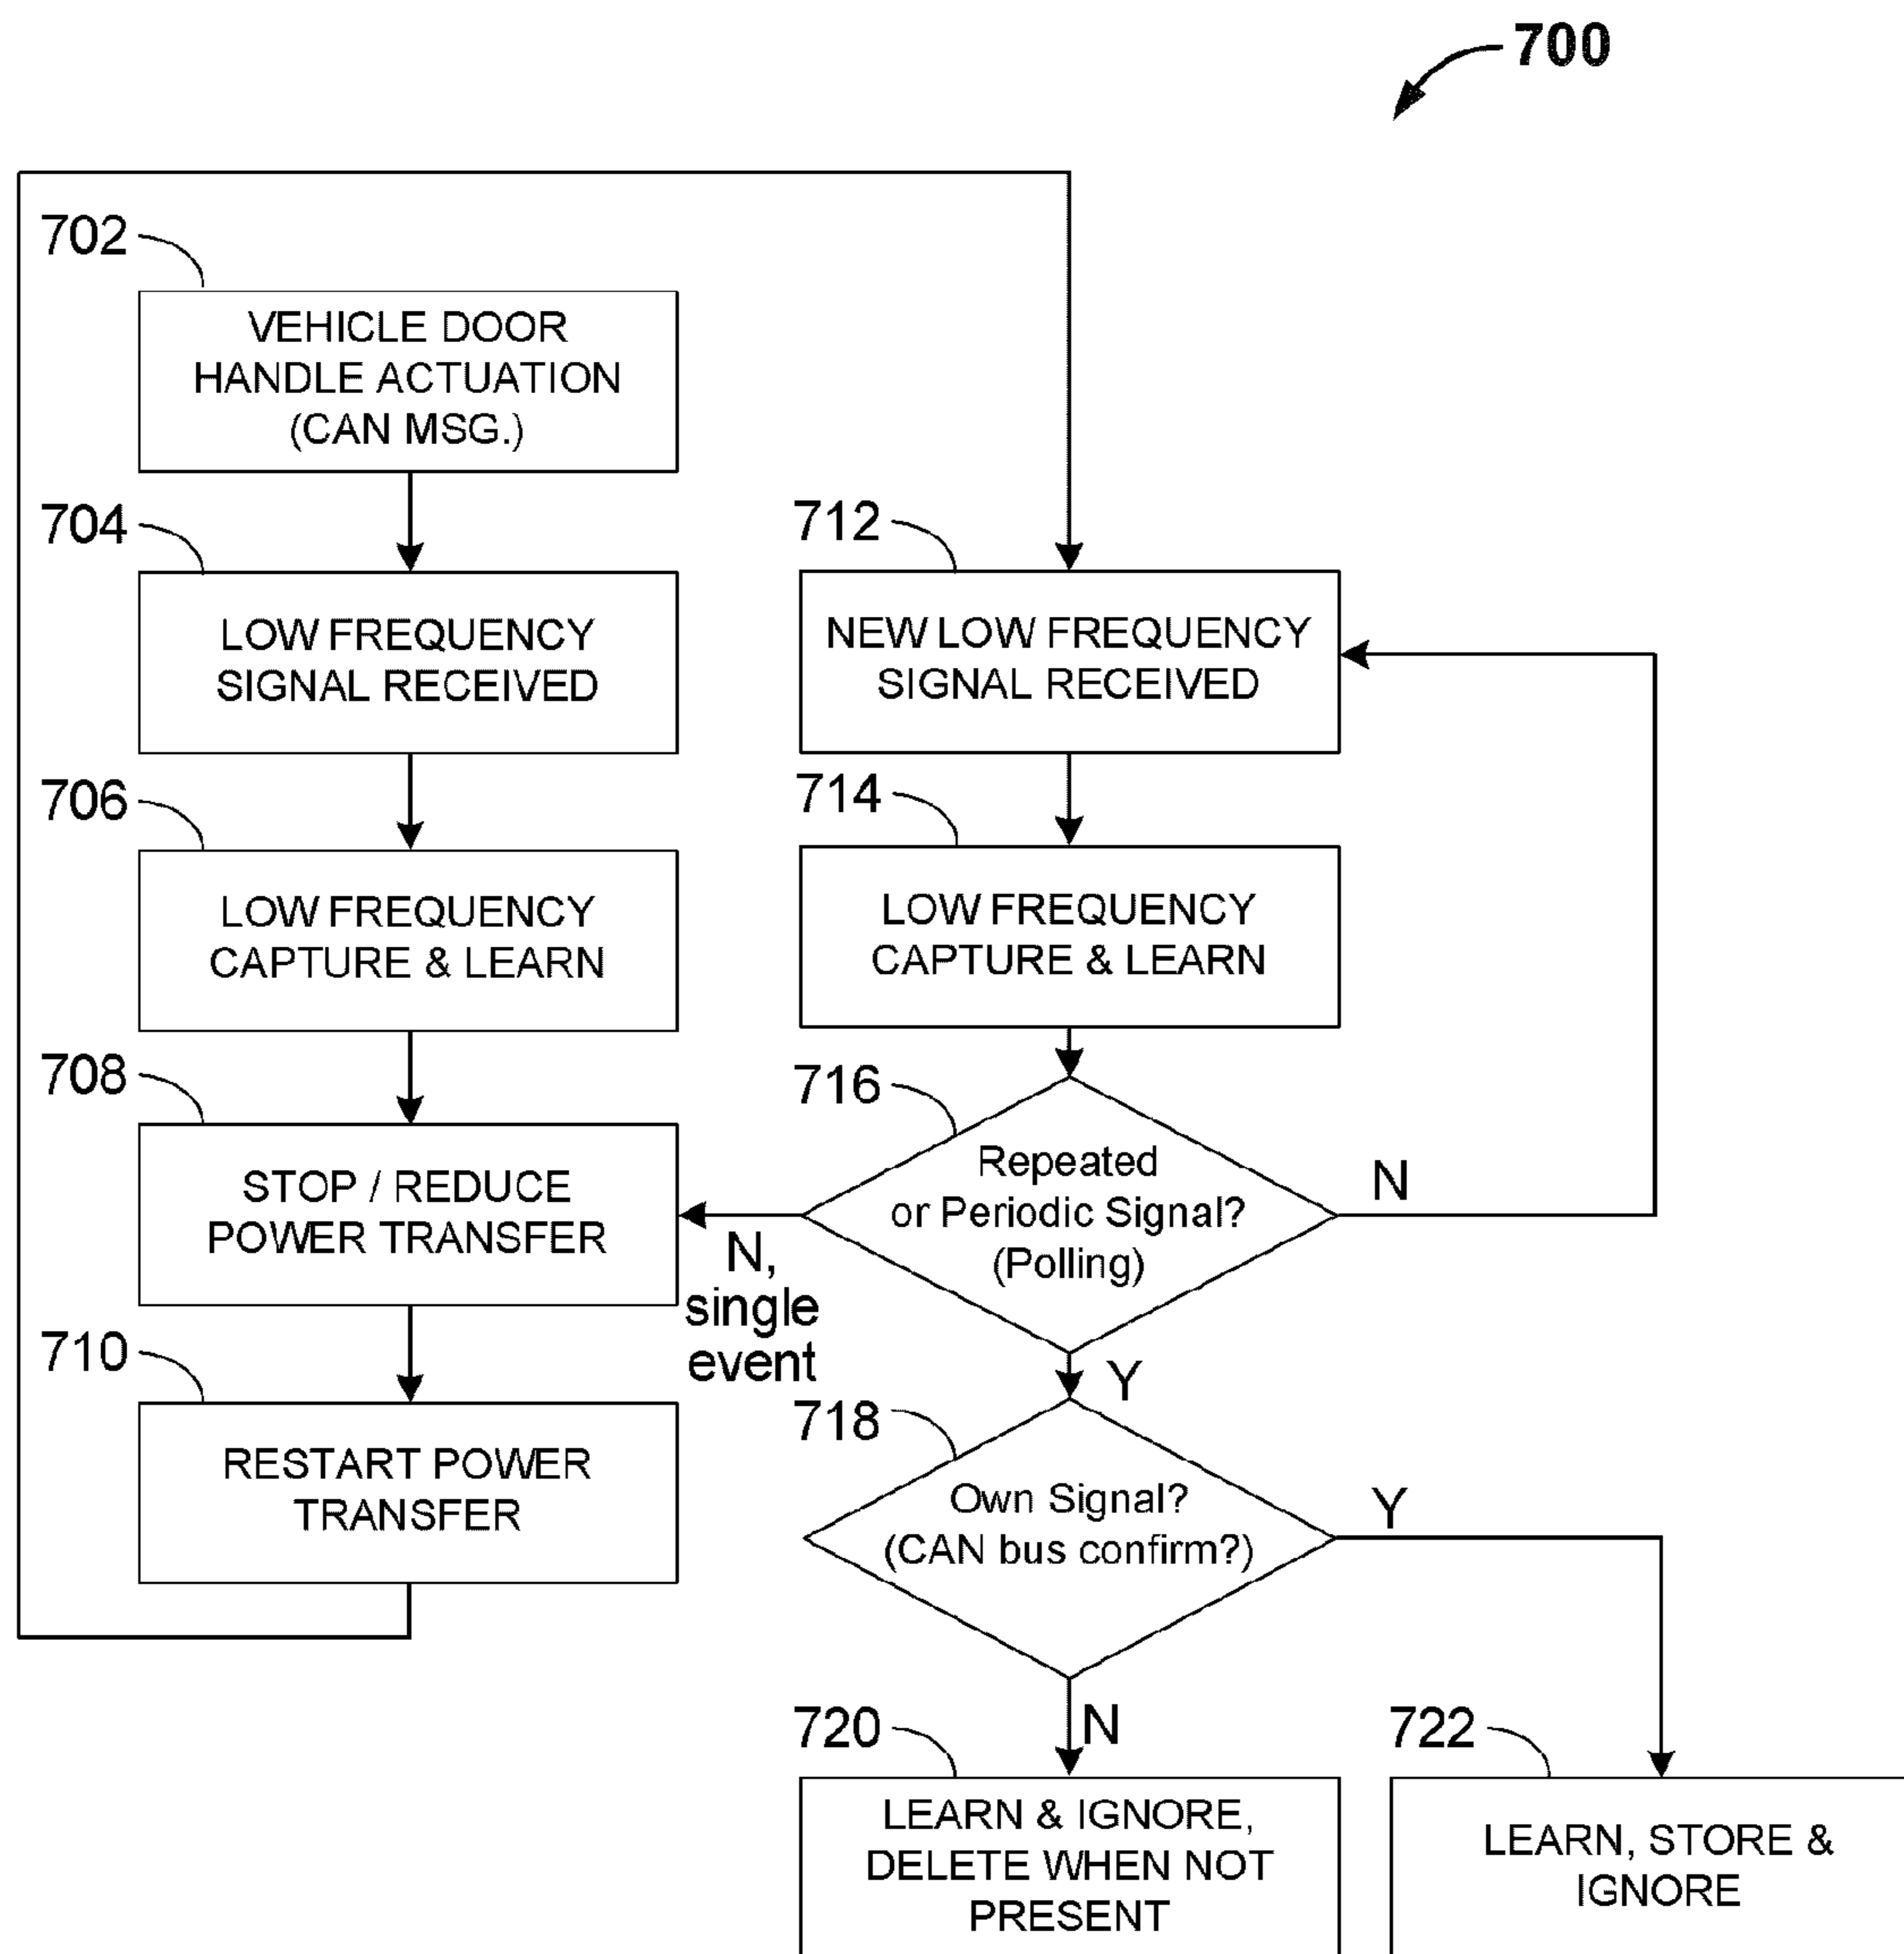 700
702
VEHICLE DOOR
HANDLE ACTUATION
(CAN MSG.)
704
LOW FREQUENCY
SIGNAL RECEIVED
706
LOW FREQUENCY
CAPTURE & LEARN
708
STOP / REDUCE
POWER TRANSFER
710
RESTART POWER
TRANSFER
712
NEW LOW FREQUENCY
SIGNAL RECEIVED
714
LOW FREQUENCY
CAPTURE & LEARN
716
Repeated
or Periodic Signal?
(Polling)
N
N,
single
event
Y
718
Own Signal?
(CAN bus confirm?)
Y
N
720
LEARN & IGNORE,
DELETE WHEN NOT
PRESENT
722
LEARN, STORE &
IGNORE